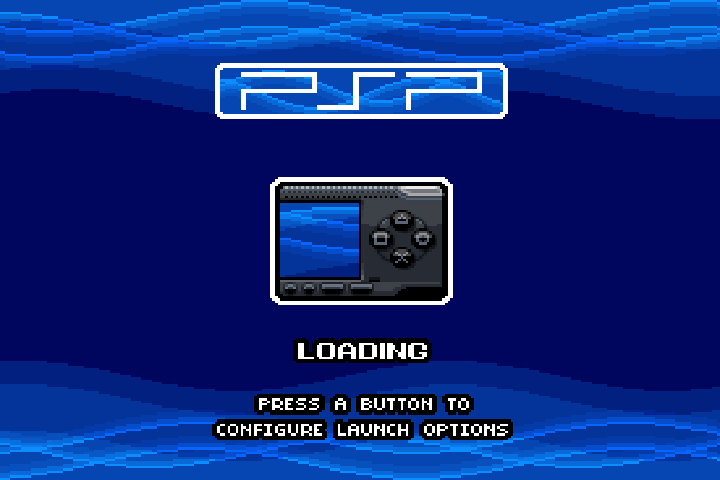 PSP
LOADING
PRESS A BUTTON TO
CONFIGURE LAUNCH OPTIONS